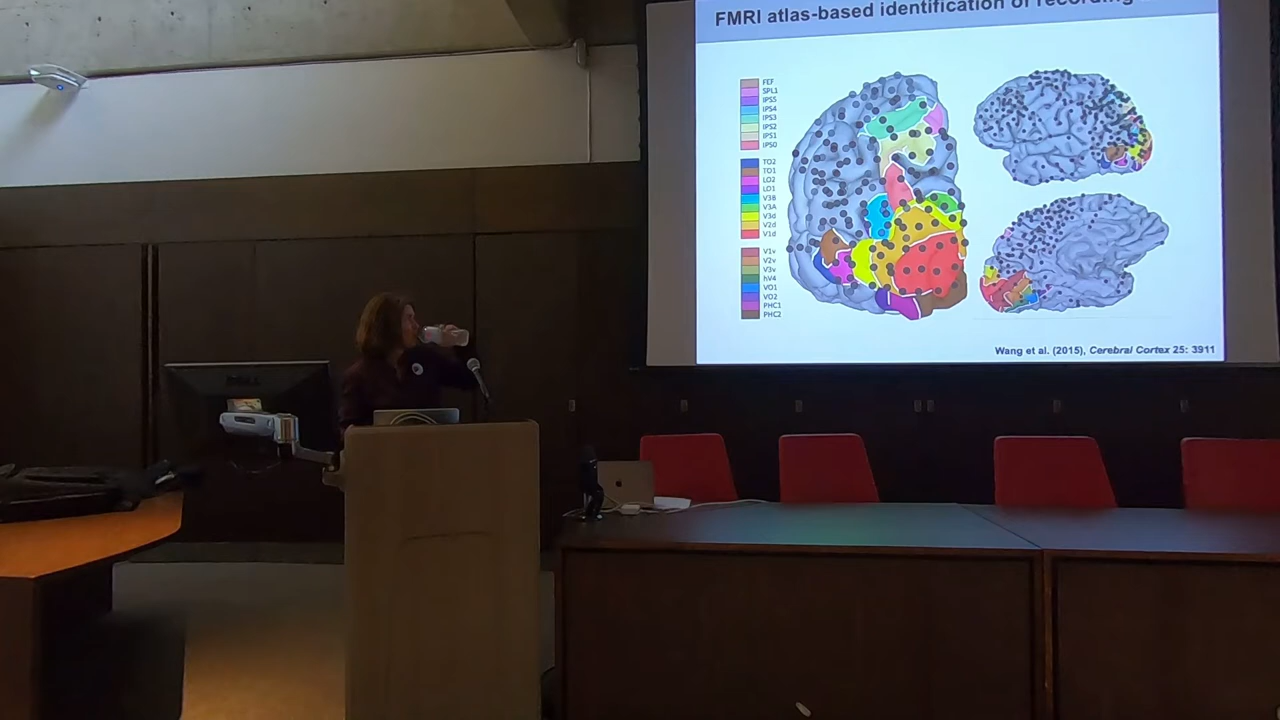 FMRI atlas-based identification of recording
FEF
SPL1
IPS5
IPS4
IPS3
IPS2
IPS1
IPS0
TO2
TO1
LO2
LO1
V3B
V3A
V3d
V2d
V1d
V1v
V2v
V3v
hV4
VO1
VO2
PHC1
PHC2
Wang et al. (2015), Cerebral Cortex 25: 3911
DELL